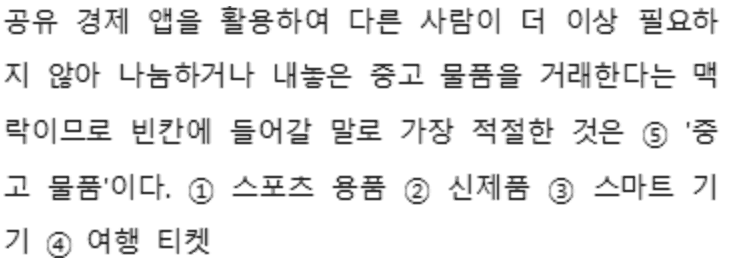 공유 경제 앱을 활용하여 다른 사람이 더 이상 필요하
지 않아 나눔하거나 내놓은 중고 물품을 거래한다는 맥
락이므로 빈칸에 들어갈 말로 가장 적절한 것은 ⑤ '중
고 물품'이다. ① 스포츠 용품 ② 신제품 ③ 스마트 기
기 ④ 여행 티켓